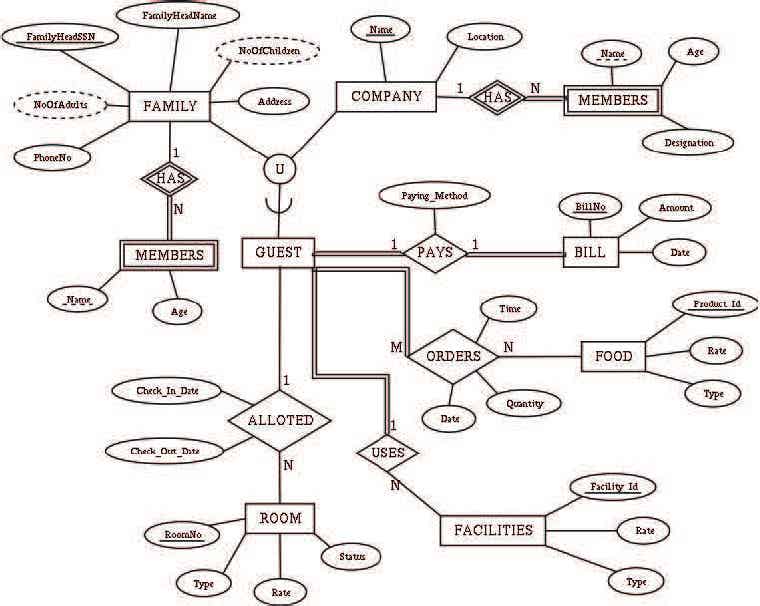 FamilyHeadName
FamilyHeadSSN
Name
Location
NoOfChildren
Name
Age
NoOfAdults
FAMILY
Address
COMPANY
1
HAS
N
MEMBERS
PhoneNo
Designation
1
U
HAS
N
Paying_Method
BillNo
Amount
MEMBERS
GUEST
1
PAYS
1
BILL
Date
Name
Age
Time
Product_Id
M
ORDERS
N
FOOD
Rate
Check_In_Date
1
Date
Quantity
Type
ALLOTED
1
Check_Out_Date
USES
N
N
Facility_Id
ROOM
RoomNo
FACILITIES
Rate
Status
Type
Rate
Type